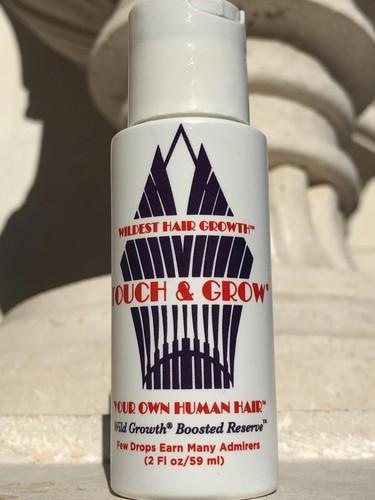 WILDEST HAIR GROWTH™
TOUCH & GROW®
YOUR OWN HUMAN HAIR™
Wild Growth® Boosted Reserve™
Few Drops Earn Many Admirers
(2 Fl oz/59 ml)